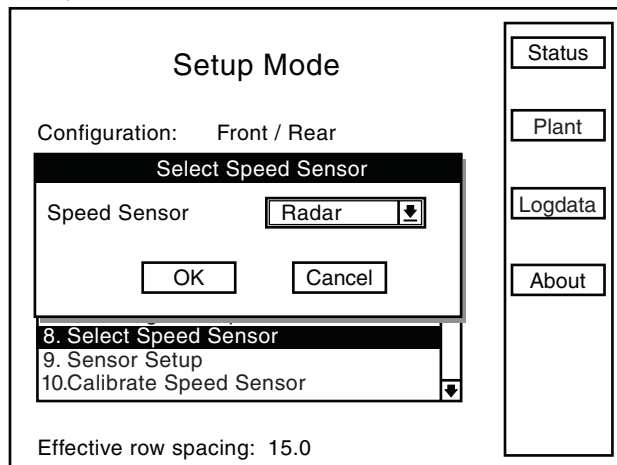 Setup Mode
Configuration: Front / Rear
Select Speed Sensor
Speed Sensor Radar
OK Cancel
8. Select Speed Sensor
9. Sensor Setup
10.Calibrate Speed Sensor
Effective row spacing: 15.0
Status
Plant
Logdata
About